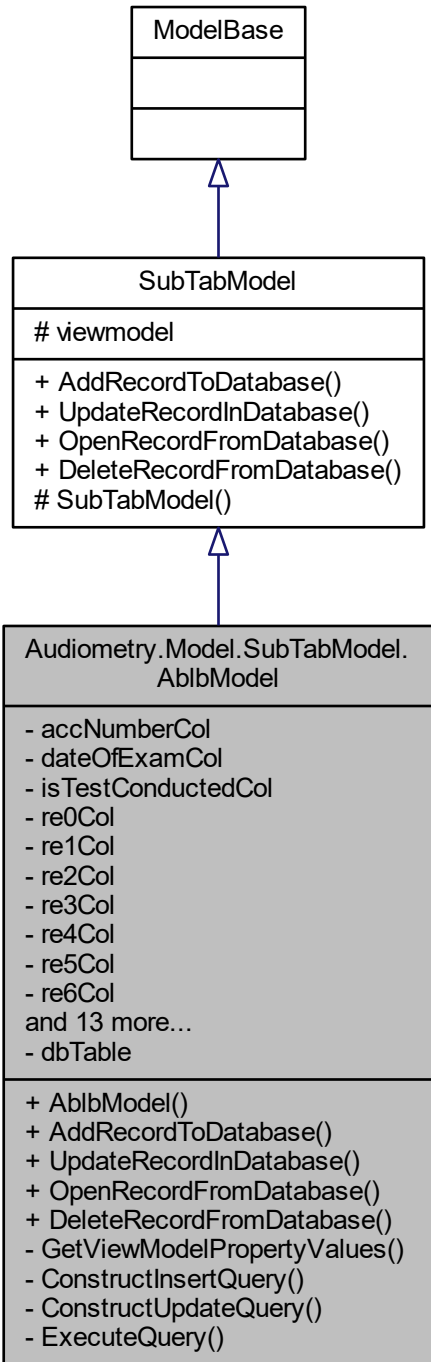 ModelBase
SubTabModel
# viewmodel
+ AddRecordToDatabase()
+ UpdateRecordInDatabase()
+ OpenRecordFromDatabase()
+ DeleteRecordFromDatabase()
# SubTabModel()
Audiometry.Model.SubTabModel.
AblbModel
- accNumberCol
- dateOfExamCol
- isTestConductedCol
- re0Col
- re1Col
- re2Col
- re3Col
- re4Col
- re5Col
- re6Col
and 13 more...
- dbTable
+ AblbModel()
+ AddRecordToDatabase()
+ UpdateRecordInDatabase()
+ OpenRecordFromDatabase()
+ DeleteRecordFromDatabase()
- GetViewModelPropertyValues()
- ConstructInsertQuery()
- ConstructUpdateQuery()
- ExecuteQuery()